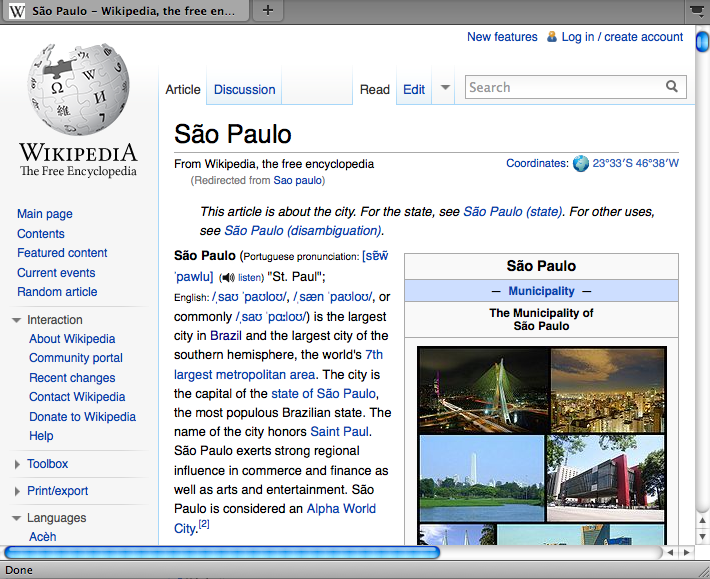 São Paulo – Wikipedia, the free en...
New features Log in / create account
Article Discussion Read Edit Search
WIKIPEDIA
The Free Encyclopedia
Main page
Contents
Featured content
Current events
Random article
Interaction
About Wikipedia
Community portal
Recent changes
Contact Wikipedia
Donate to Wikipedia
Help
Toolbox
Print/export
Languages
Acèh
São Paulo
From Wikipedia, the free encyclopedia
Coordinates: 23°33′S 46°38′W
(Redirected from Sao paulo)
This article is about the city. For the state, see São Paulo (state). For other uses,
see São Paulo (disambiguation).
São Paulo (Portuguese pronunciation: [sɐ̃w̃
ˈpawlu] (listen) "St. Paul";
English: /ˌsaʊ ˈpaʊloʊ/, /ˌsæn ˈpaʊloʊ/, or
commonly /ˌsaʊ ˈpɑːloʊ/) is the largest
city in Brazil and the largest city of the
southern hemisphere, the world's 7th
largest metropolitan area. The city is
the capital of the state of São Paulo,
the most populous Brazilian state. The
name of the city honors Saint Paul.
São Paulo exerts strong regional
influence in commerce and finance as
well as arts and entertainment. São
Paulo is considered an Alpha World
City.[2]
São Paulo
— Municipality —
The Municipality of
São Paulo
Done